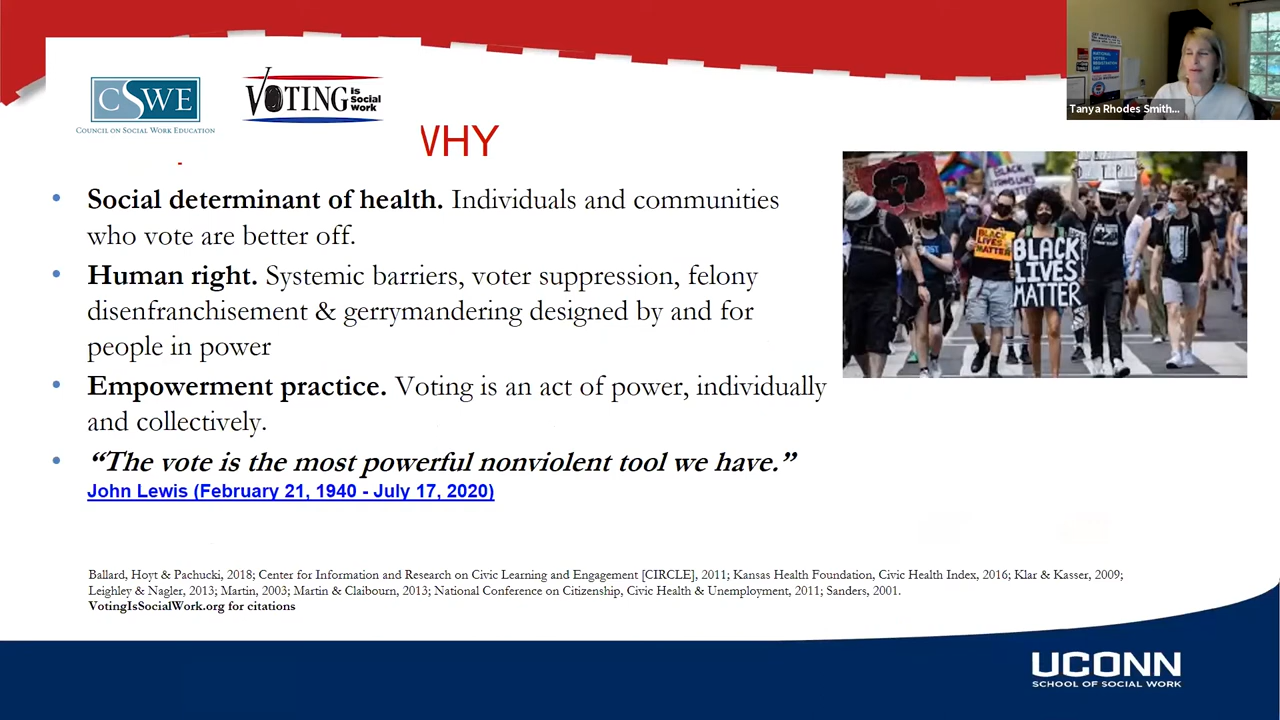 CSWE
COUNCIL ON SOCIAL WORK EDUCATION
VOTING is Social Work
WHY
Tanya Rhodes Smith...
• Social determinant of health. Individuals and communities
who vote are better off.
• Human right. Systemic barriers, voter suppression, felony
disenfranchisement & gerrymandering designed by and for
people in power
• Empowerment practice. Voting is an act of power, individually
and collectively.
• “The vote is the most powerful nonviolent tool we have.”
John Lewis (February 21, 1940 - July 17, 2020)
BLACK LIVES MATTER
BLACK
LIVES
MATTER
Ballard, Hoyt & Pachucki, 2018; Center for Information and Research on Civic Learning and Engagement [CIRCLE], 2011; Kansas Health Foundation, Civic Health Index, 2016; Klar & Kasser, 2009;
Leighley & Nagler, 2013; Martin, 2003; Martin & Claibourn, 2013; National Conference on Citizenship, Civic Health & Unemployment, 2011; Sanders, 2001.
VotingIsSocialWork.org for citations
UCONN
SCHOOL OF SOCIAL WORK